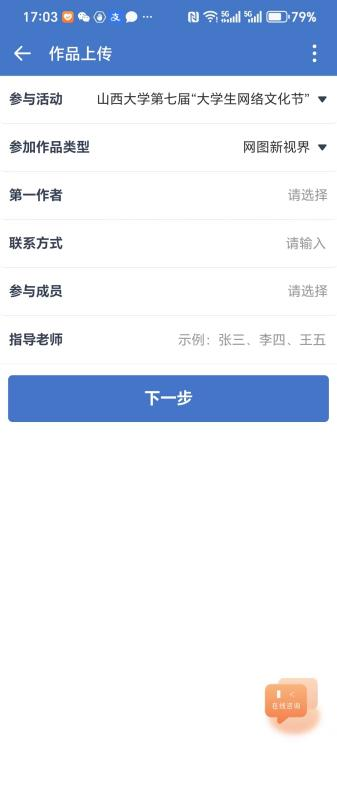 17:03 79%
作品上传
参与活动 山西大学第七届“大学生网络文化节”
参加作品类型 网图新视界
第一作者 请选择
联系方式 请输入
参与成员 请选择
指导老师 示例：张三、李四、王五
下一步
在线咨询